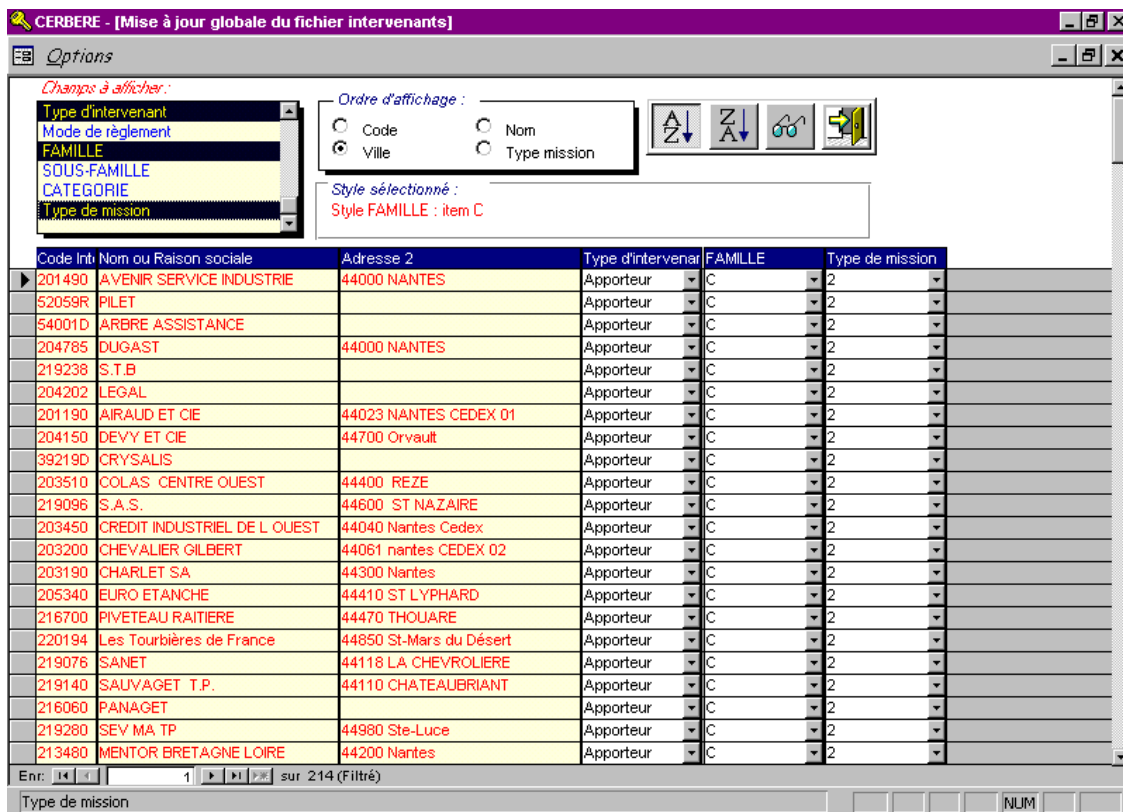 CERBERE - [Mise à jour globale du fichier intervenants]
Options
Champs à afficher :
Type d'intervenant
Mode de règlement
FAMILLE
SOUS-FAMILLE
CATEGORIE
Type de mission
Ordre d'affichage :
Code Nom
Ville Type mission
Style sélectionné :
Style FAMILLE : item C
Code Inte Nom ou Raison sociale Adresse 2 Type d'intervenar FAMILLE Type de mission
201490 AVENIR SERVICE INDUSTRIE 44000 NANTES Apporteur C 2
52059R PILET Apporteur C 2
54001D ARBRE ASSISTANCE Apporteur C 2
204785 DUGAST 44000 NANTES Apporteur C 2
219238 S.T.B Apporteur C 2
204202 LEGAL Apporteur C 2
201190 AIRAUD ET CIE 44023 NANTES CEDEX 01 Apporteur C 2
204150 DEVY ET CIE 44700 Orvault Apporteur C 2
39219D CRYSALIS Apporteur C 2
203510 COLAS CENTRE OUEST 44400 REZE Apporteur C 2
219096 S.A.S. 44600 ST NAZAIRE Apporteur C 2
203450 CREDIT INDUSTRIEL DE L OUEST 44040 Nantes Cedex Apporteur C 2
203200 CHEVALIER GILBERT 44061 nantes CEDEX 02 Apporteur C 2
203190 CHARLET SA 44300 Nantes Apporteur C 2
205340 EURO ETANCHE 44410 ST LYPHARD Apporteur C 2
216700 PIVETEAU RAITIERE 44470 THOUARE Apporteur C 2
220194 Les Tourbières de France 44850 St-Mars du Désert Apporteur C 2
219076 SANET 44118 LA CHEVROLIERE Apporteur C 2
219140 SAUVAGET T.P. 44110 CHATEAUBRIANT Apporteur C 2
216060 PANAGET Apporteur C 2
219280 SEV MA TP 44980 Ste-Luce Apporteur C 2
213480 MENTOR BRETAGNE LOIRE 44200 Nantes Apporteur C 2
Enr: 1 sur 214 (Filtré)
Type de mission NUM